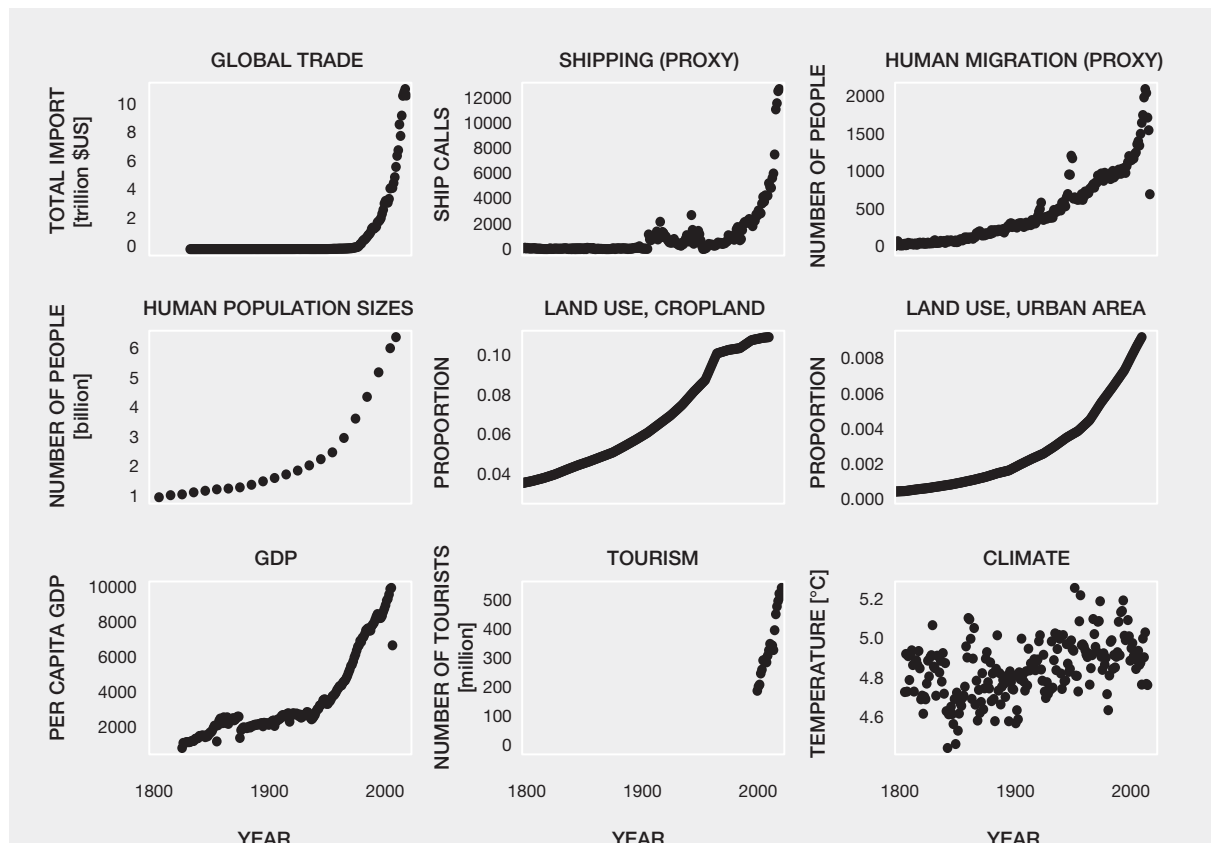 GLOBAL TRADE
TOTAL IMPORT
[trillion $US]
10
8
6
4
2
0
SHIPPING (PROXY)
SHIP CALLS
12000
10000
8000
6000
4000
2000
0
HUMAN MIGRATION (PROXY)
NUMBER OF PEOPLE
2000
1500
1000
500
0
HUMAN POPULATION SIZES
NUMBER OF PEOPLE
[billion]
6
5
4
3
2
1
LAND USE, CROPLAND
PROPORTION
0.10
0.08
0.06
0.04
LAND USE, URBAN AREA
PROPORTION
0.008
0.006
0.004
0.002
0.000
GDP
PER CAPITA GDP
10000
8000
6000
4000
2000
1800 1900 2000
YEAR
TOURISM
NUMBER OF TOURISTS
[million]
500
400
300
200
100
0
1800 1900 2000
YEAR
CLIMATE
TEMPERATURE [°C]
5.2
5.0
4.8
4.6
1800 1900 2000
YEAR